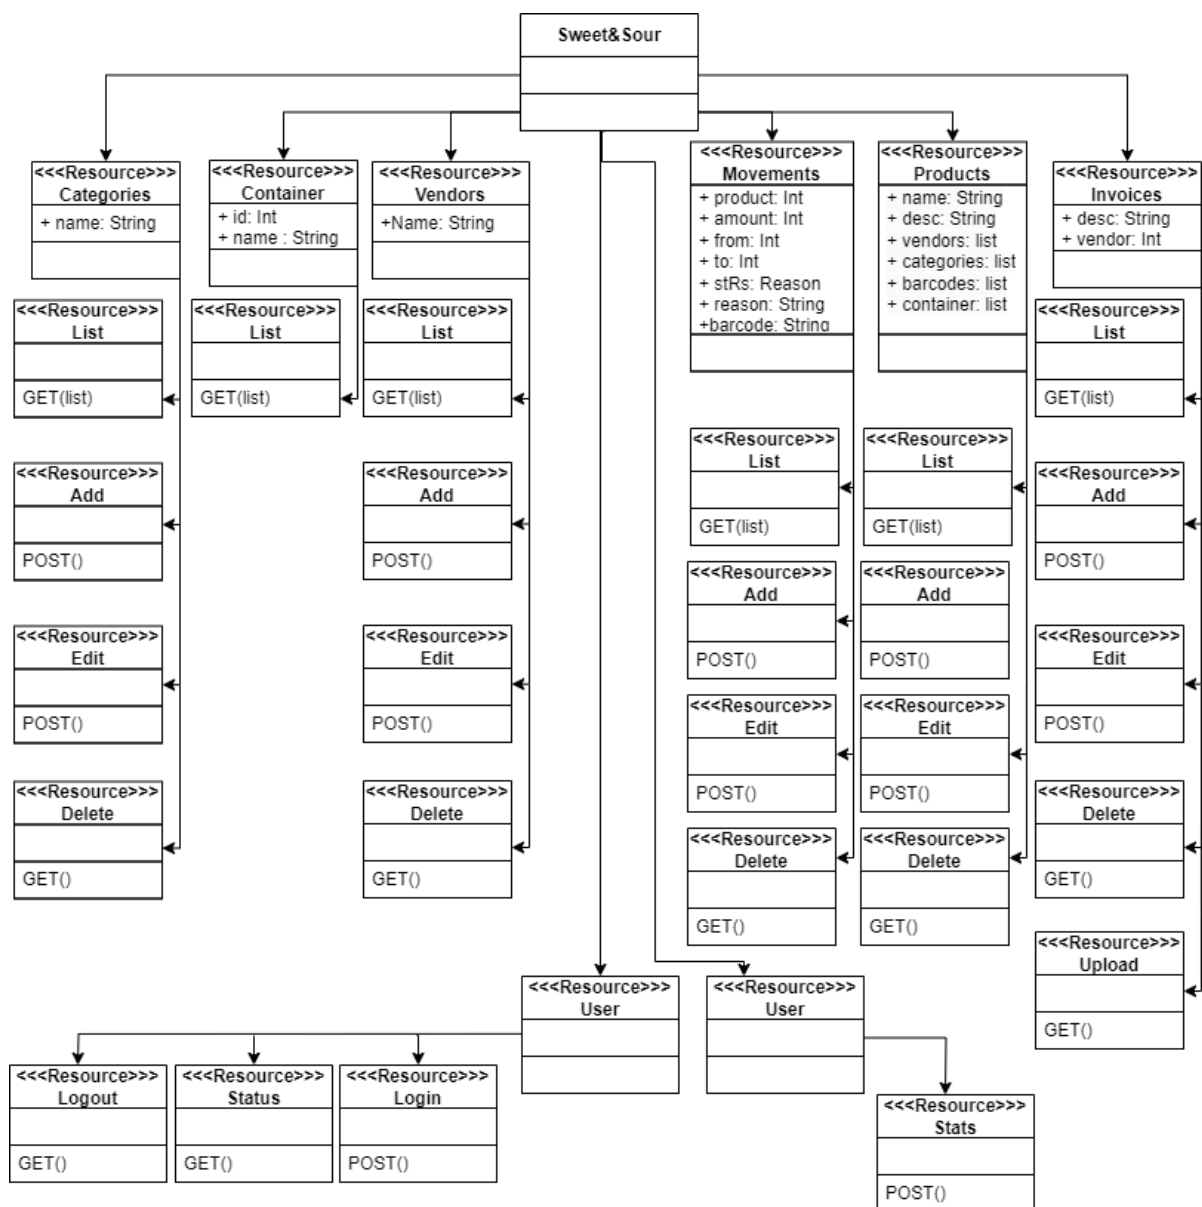 Sweet&Sour
<<<Resource>>>
Categories
+ name: String
<<<Resource>>>
Container
+ id: Int
+ name : String
<<<Resource>>>
Vendors
+Name: String
<<<Resource>>>
Movements
+ product: Int
+ amount: Int
+ from: Int
+ to: Int
+ stRs: Reason
+ reason: String
+barcode: String
<<<Resource>>>
Products
+ name: String
+ desc: String
+ vendors: list
+ categories: list
+ barcodes: list
+ container: list
<<<Resource>>>
Invoices
+ desc: String
+ vendor: Int
<<<Resource>>>
List
GET(list)
<<<Resource>>>
List
GET(list)
<<<Resource>>>
List
GET(list)
<<<Resource>>>
List
GET(list)
<<<Resource>>>
List
GET(list)
<<<Resource>>>
List
GET(list)
<<<Resource>>>
Add
POST()
<<<Resource>>>
Add
POST()
<<<Resource>>>
Add
POST()
<<<Resource>>>
Add
POST()
<<<Resource>>>
Add
POST()
<<<Resource>>>
Edit
POST()
<<<Resource>>>
Edit
POST()
<<<Resource>>>
Edit
POST()
<<<Resource>>>
Edit
POST()
<<<Resource>>>
Edit
POST()
<<<Resource>>>
Delete
GET()
<<<Resource>>>
Delete
GET()
<<<Resource>>>
Delete
GET()
<<<Resource>>>
Delete
GET()
<<<Resource>>>
Delete
GET()
<<<Resource>>>
Upload
GET()
<<<Resource>>>
User
<<<Resource>>>
User
<<<Resource>>>
Logout
GET()
<<<Resource>>>
Status
GET()
<<<Resource>>>
Login
POST()
<<<Resource>>>
Stats
POST()